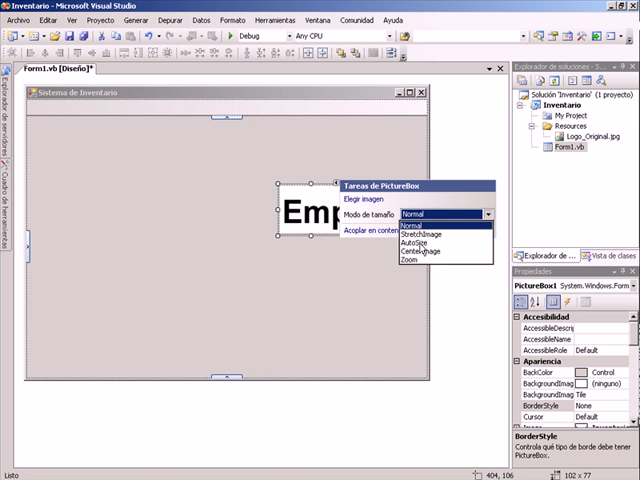 Inventario - Microsoft Visual Studio
Archivo Editar Ver Proyecto Generar Depurar Datos Formato Herramientas Ventana Comunidad Ayuda
Debug Any CPU
Form1.vb [Diseño]*
Explorador de servidores
Cuadro de herramientas
Sistema de Inventario
Emp
Tareas de PictureBox
Elegir imagen
Modo de tamaño Normal
Acoplar en conten
Normal
StretchImage
AutoSize
CenterImage
Zoom
Explorador de soluciones - S...
Solución 'Inventario' (1 proyecto)
Inventario
My Project
Resources
Logo_Original.jpg
Form1.vb
Explorador de ... Vista de clases
Propiedades
PictureBox1 System.Windows.Form
Accesibilidad
AccessibleDescrip
AccessibleName
AccessibleRole Default
Apariencia
BackColor Control
BackgroundImag (ninguno)
BackgroundImag Tile
BorderStyle None
Cursor Default
BorderStyle
Controla qué tipo de borde debe tener
PictureBox.
Listo 404, 106 102 x 77